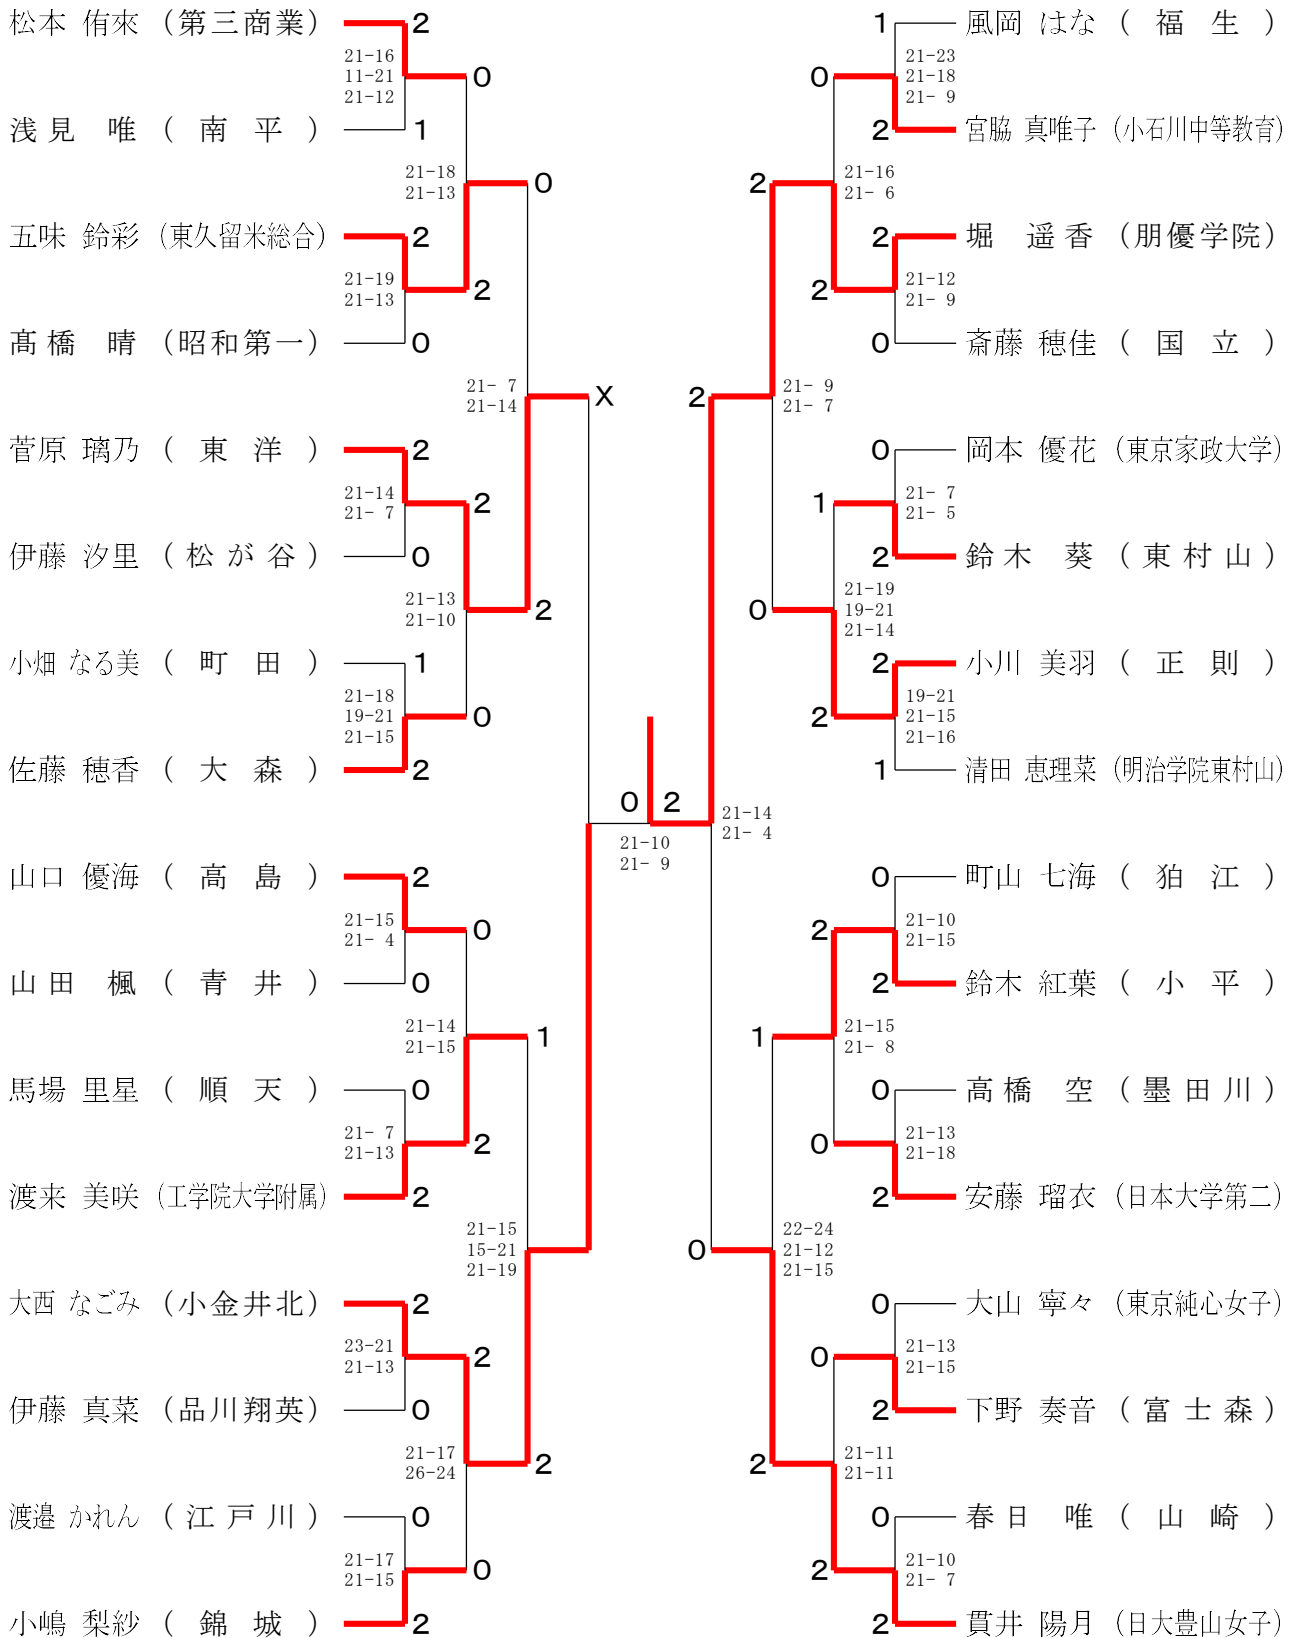 松本 侑來 (第三商業) 2
21-16
11-21
21-12
0
浅見 唯 ( 南 平 ) 1
21-18
21-13
0
五味 鈴彩 (東久留米総合) 2
21-19
21-13
2
髙橋 晴 (昭和第一) 0
21- 7
21-14
X
菅原 璃乃 ( 東 洋 ) 2
21-14
21- 7
2
伊藤 汐里 ( 松が谷 ) 0
21-13
21-10
2
小畑 なる美 ( 町 田 ) 1
21-18
19-21
21-15
0
佐藤 穂香 ( 大 森 ) 2
山口 優海 ( 高 島 ) 2
21-15
21- 4
0
山田 楓 ( 青 井 ) 0
21-14
21-15
1
馬場 里星 ( 順 天 ) 0
21- 7
21-13
2
渡来 美咲 (工学院大学附属) 2
21-15
15-21
21-19
大西 なごみ (小金井北) 2
23-21
21-13
2
伊藤 真菜 (品川翔英) 0
21-17
26-24
2
渡邉 かれん ( 江戸川 ) 0
21-17
21-15
0
小嶋 梨紗 ( 錦 城 ) 2
0 2
21-10
21- 9
1 風岡 はな ( 福 生 )
0
21-23
21-18
21- 9
2 宮脇 真唯子 (小石川中等教育)
2
21-16
21- 6
2 堀 遥香 (朋優学院)
2
21-12
21- 9
0 斎藤 穂佳 ( 国 立 )
2
21- 9
21- 7
0 岡本 優花 (東京家政大学)
1
21- 7
21- 5
2 鈴木 葵 ( 東村山 )
0
21-19
19-21
21-14
2 小川 美羽 ( 正 則 )
2
19-21
21-15
21-16
1 清田 恵理菜 (明治学院東村山)
21-14
21- 4
0 町山 七海 ( 狛 江 )
2
21-10
21-15
2 鈴木 紅葉 ( 小 平 )
1
21-15
21- 8
0 高橋 空 ( 墨田川 )
0
21-13
21-18
2 安藤 瑠衣 (日本大学第二)
0
22-24
21-12
21-15
0 大山 寧々 (東京純心女子)
0
21-13
21-15
2 下野 奏音 ( 富士森 )
2
21-11
21-11
0 春日 唯 ( 山 崎 )
2
21-10
21- 7
2 貫井 陽月 (日大豊山女子)